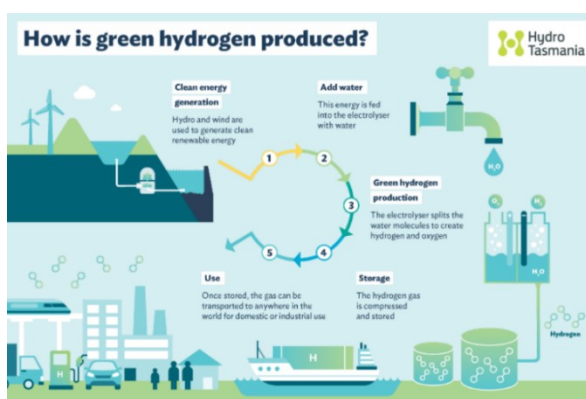 How is green hydrogen produced?
Hydro
Tasmania
Clean energy
generation
Hydro and wind are
used to generate clean
renewable energy
Add water
This energy is fed
into the electrolyser
with water
H₂O
1
2
3
4
5
Green hydrogen
production
The electrolyser splits the
water molecules to create
hydrogen and oxygen
O₂
H₂
H₂O
Use
Once stored, the gas can be
transported to anywhere in the
world for domestic or industrial use
Storage
The hydrogen gas
is compressed
and stored
Hydrogen
H
H